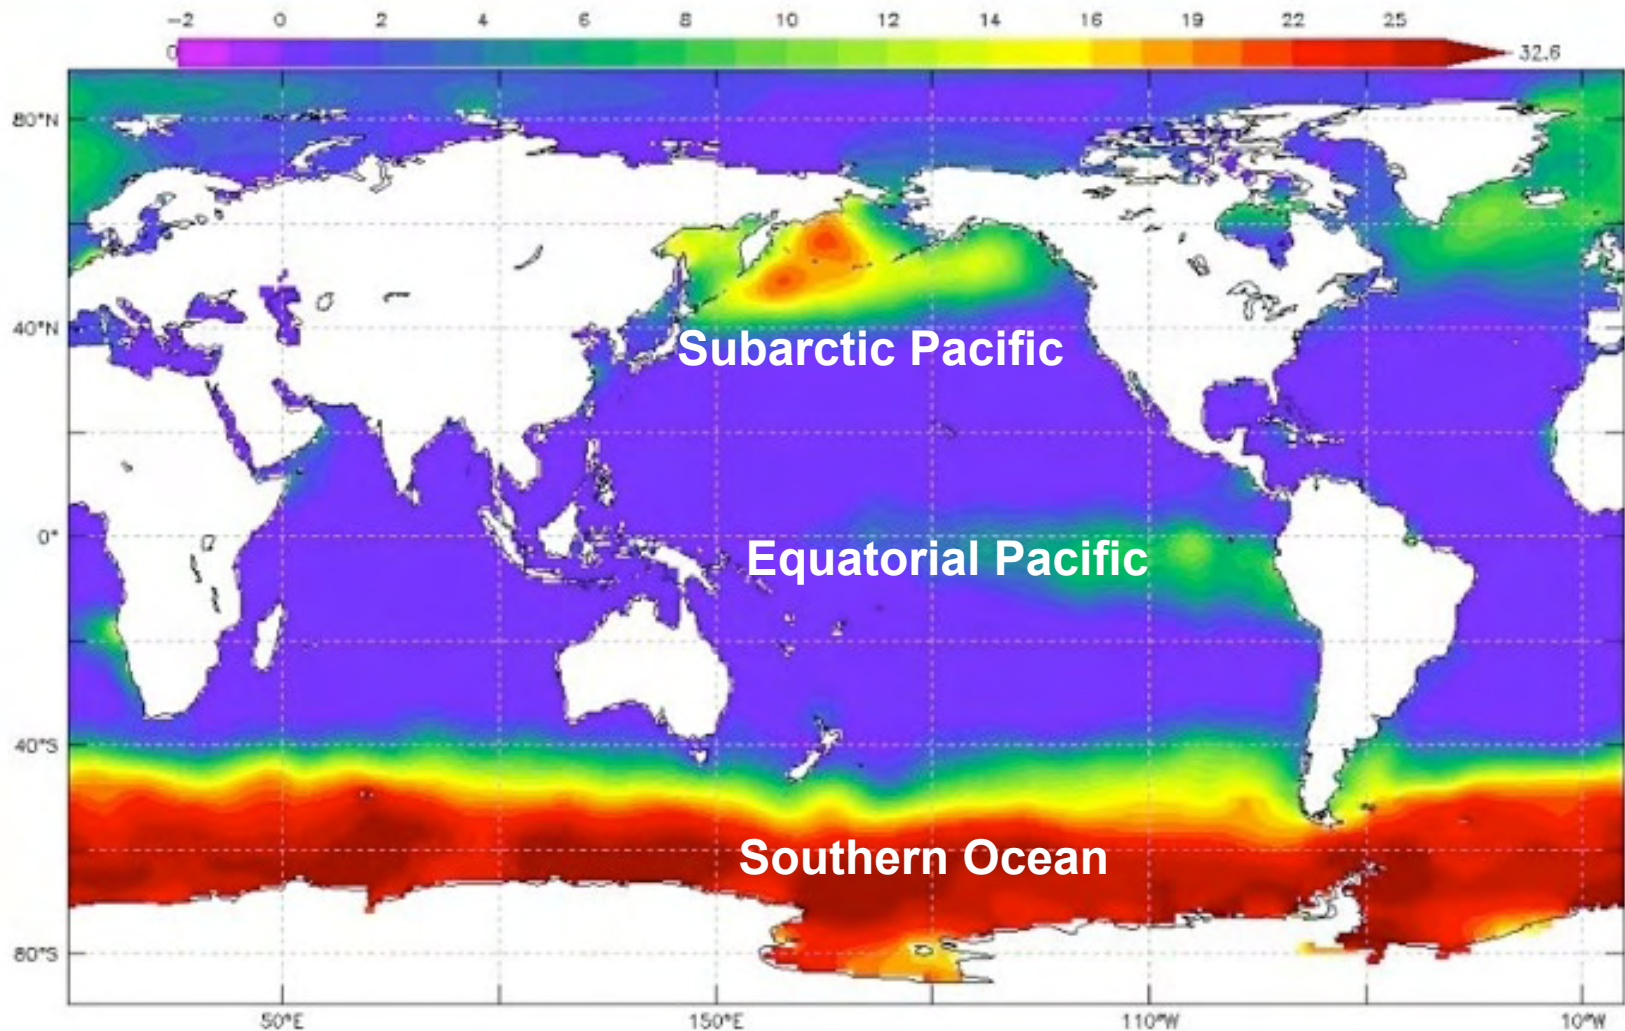 -2 0 2 4 6 8 10 12 14 16 19 22 25
0 32.6
80°N
40°N
Subarctic Pacific
0°
Equatorial Pacific
40°S
Southern Ocean
80°S
50°E 150°E 110°W 10°W